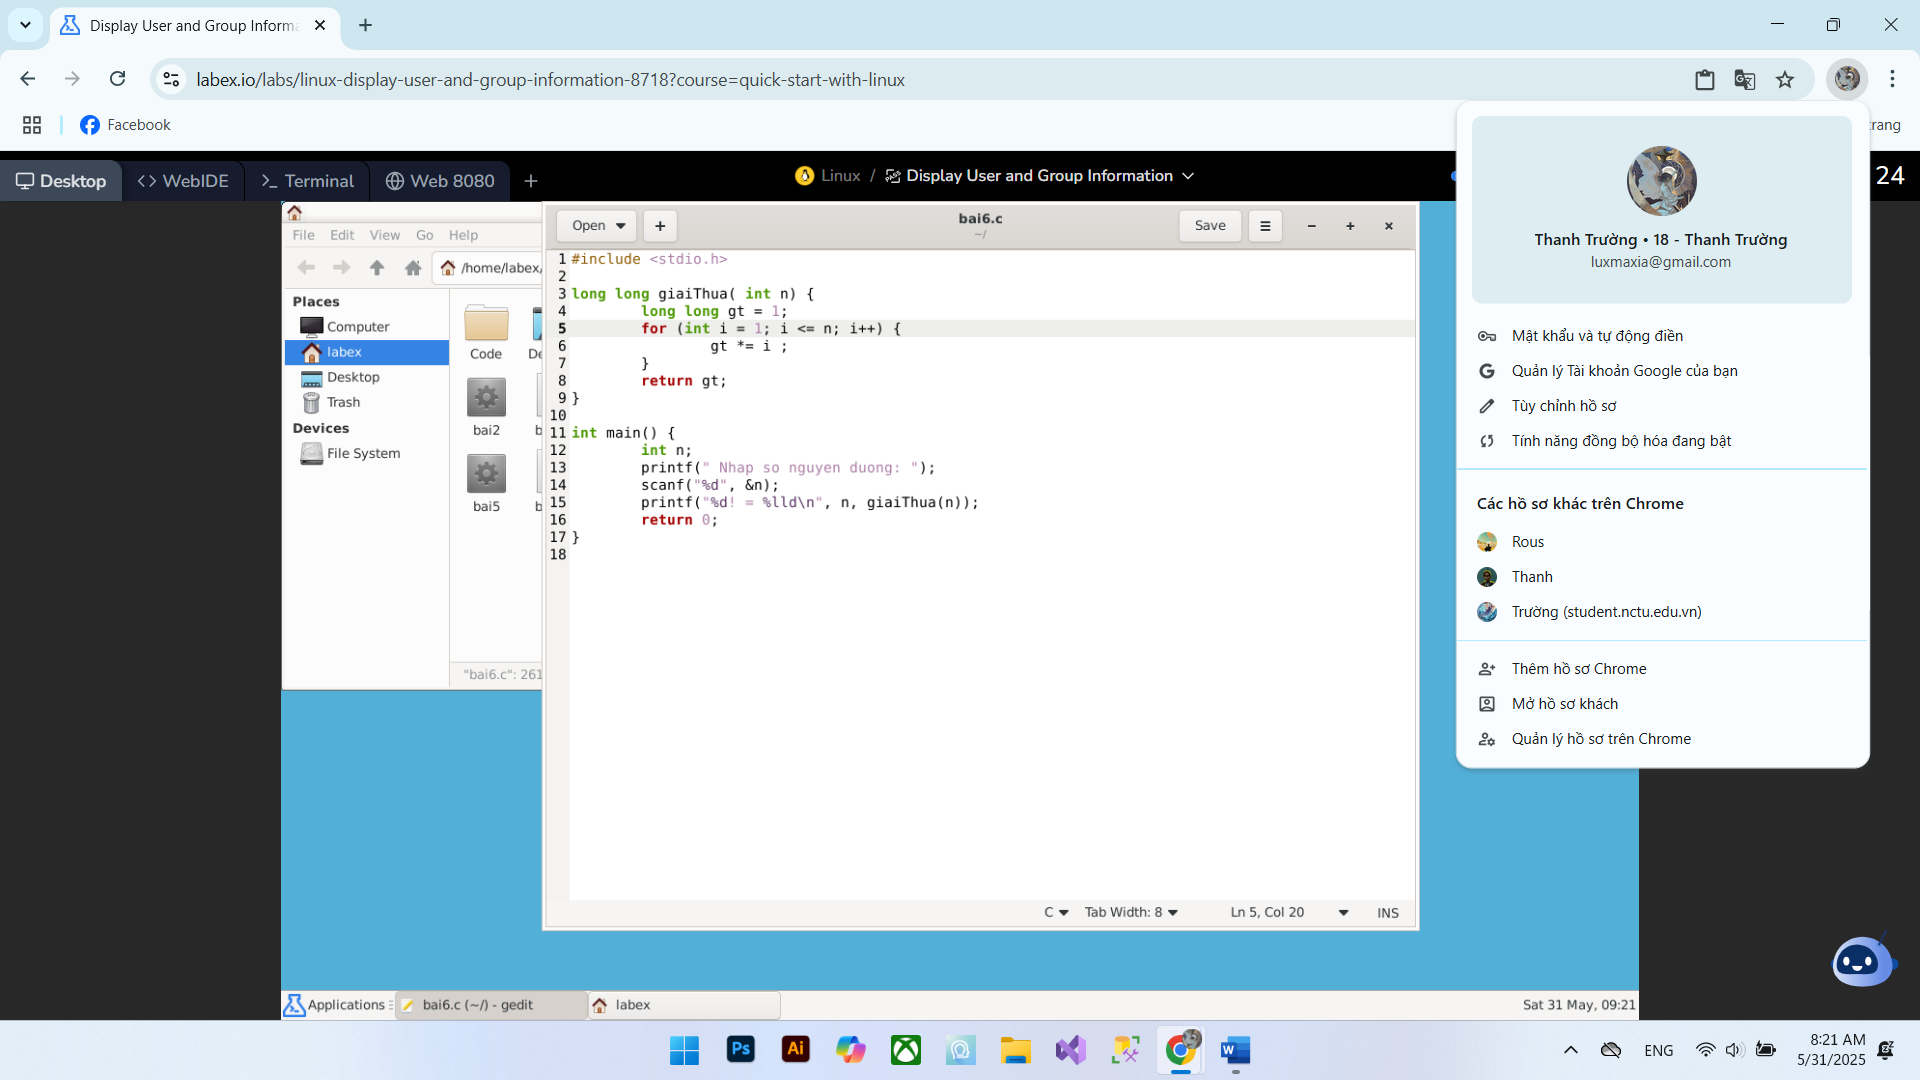 Display User and Group Informa
labex.io/labs/linux-display-user-and-group-information-8718?course=quick-start-with-linux
Facebook
trang
Desktop
WebIDE
Terminal
Web 8080
Linux / Display User and Group Information
24
File Edit View Go Help
/home/labex/
Places
Computer
labex
Desktop
Trash
Devices
File System
Code
De
bai2
b
bai5
b
"bai6.c": 261
Open
bai6.c
~/
Save
1 #include <stdio.h>
2
3 long long giaiThua( int n) {
4 long long gt = 1;
5 for (int i = 1; i <= n; i++) {
6 gt *= i ;
7 }
8 return gt;
9 }
10
11 int main() {
12 int n;
13 printf(" Nhap so nguyen duong: ");
14 scanf("%d", &n);
15 printf("%d! = %lld\n", n, giaiThua(n));
16 return 0;
17 }
18
C
Tab Width: 8
Ln 5, Col 20
INS
Thanh Trường • 18 - Thanh Trường
luxmaxia@gmail.com
Mật khẩu và tự động điền
Quản lý Tài khoản Google của bạn
Tùy chỉnh hồ sơ
Tính năng đồng bộ hóa đang bật
Các hồ sơ khác trên Chrome
Rous
Thanh
Trường (student.nctu.edu.vn)
Thêm hồ sơ Chrome
Mở hồ sơ khách
Quản lý hồ sơ trên Chrome
Applications
bai6.c (~/) - gedit
labex
Sat 31 May, 09:21
Ps
Ai
W
ENG
8:21 AM
5/31/2025